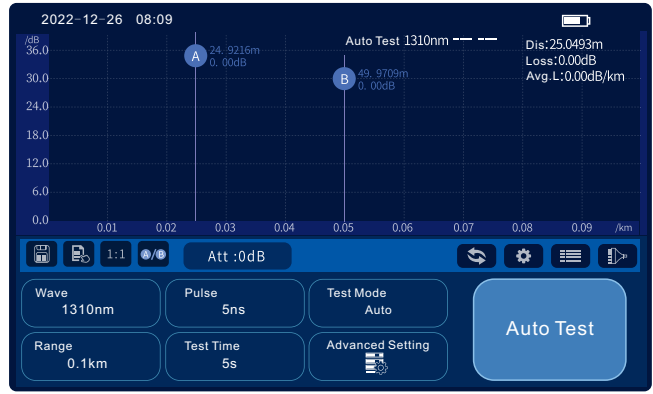 2022-12-26 08:09
/dB
36.0
30.0
24.0
18.0
12.0
6.0
0.0
A 24. 9216m
0. 00dB
B 49. 9709m
0. 00dB
Auto Test 1310nm
Dis:25.0493m
Loss:0.00dB
Avg.L:0.00dB/km
0.01 0.02 0.03 0.04 0.05 0.06 0.07 0.08 0.09 /km
1:1 A/B Att :0dB
Wave
1310nm
Pulse
5ns
Test Mode
Auto
Range
0.1km
Test Time
5s
Advanced Setting
Auto Test